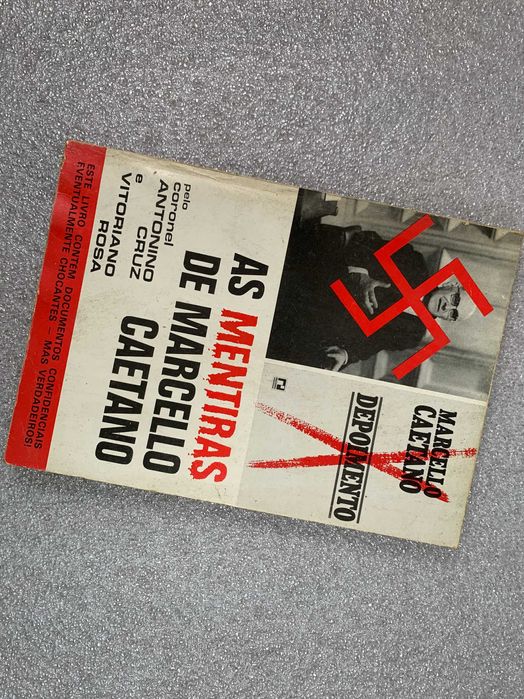 MARCELLO
CAETANO
DEPOIMENTO
AS MENTIRAS
DE MARCELLO
CAETANO
pelo
coronel
ANTONINO
CRUZ
e
VITORIANO
ROSA
ESTE LIVRO CONTÉM DOCUMENTOS CONFIDENCIAIS
EVENTUALMENTE CHOCANTES — MAS VERDADEIROS!